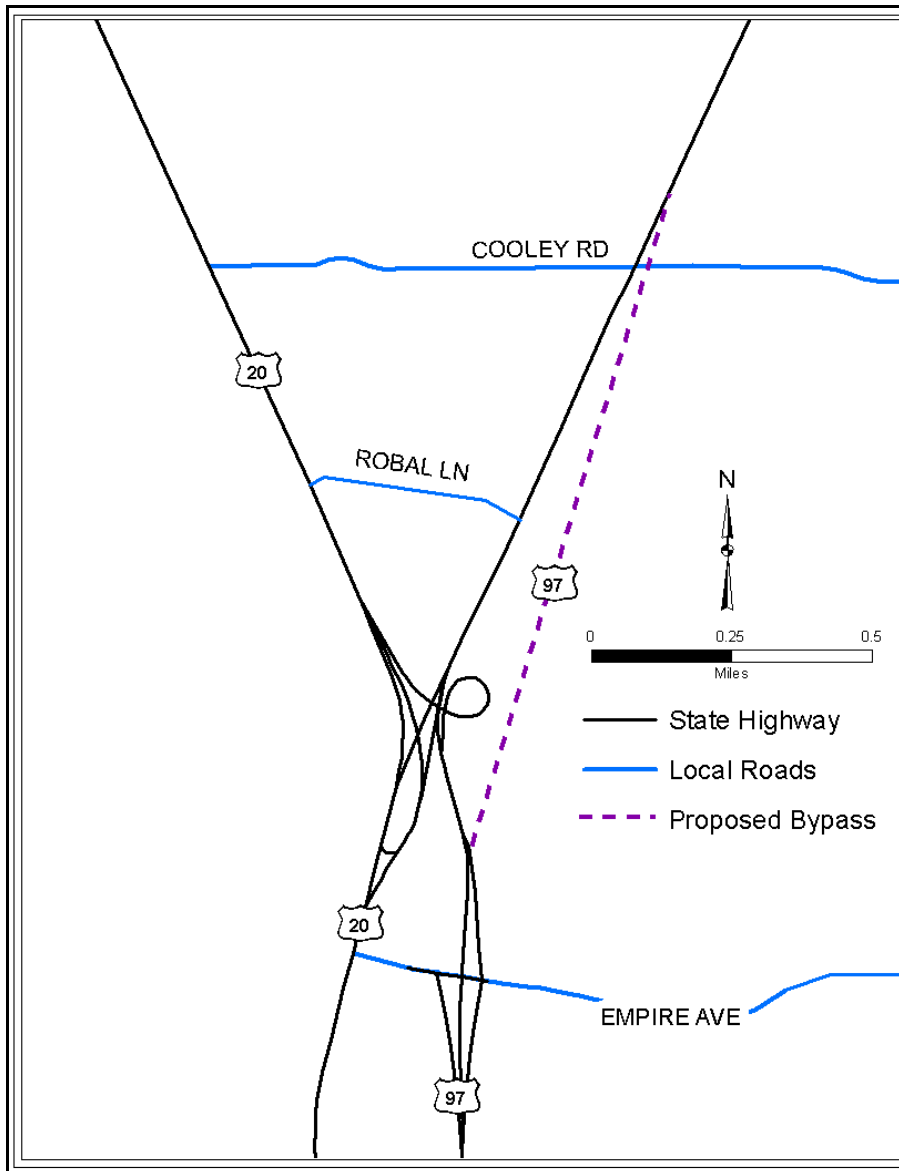 COOLEY RD
20
ROBAL LN
N
97
0 0.25 0.5
Miles
State Highway
Local Roads
Proposed Bypass
20
EMPIRE AVE
97